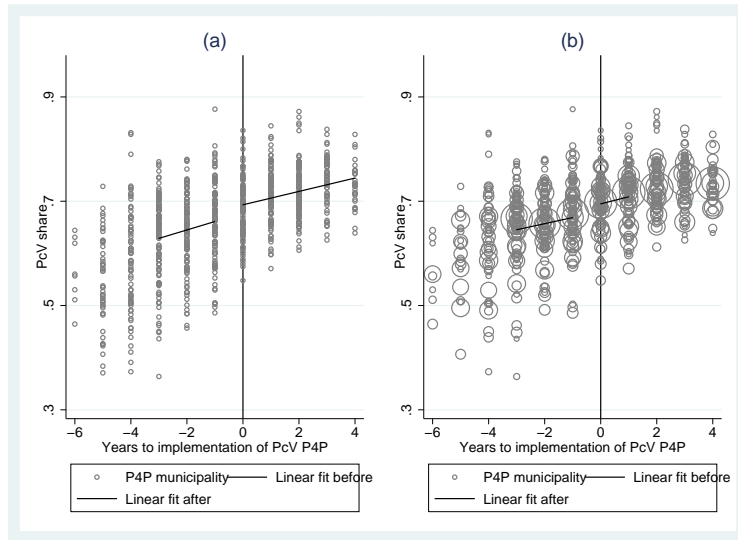 (a)
.9
.7
.5
.3
PcV share
−6 −4 −2 0 2 4
Years to implementation of PcV P4P
P4P municipality Linear fit before
Linear fit after
(b)
.9
.7
.5
.3
PcV share
−6 −4 −2 0 2 4
Years to implementation of PcV P4P
P4P municipality Linear fit before
Linear fit after